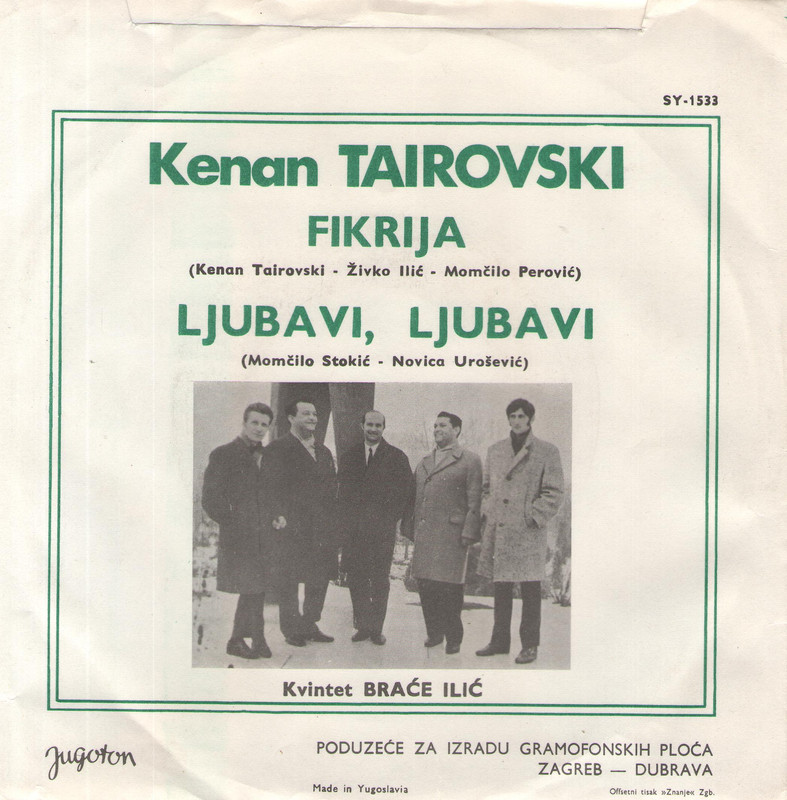 SY-1533
Kenan TAIROVSKI
FIKRIJA
(Kenan Tairovski - Živko Ilić - Momčilo Perović)
LJUBAVI, LJUBAVI
(Momčilo Stokić - Novica Urošević)
Kvintet BRAĆE ILIĆ
Jugoton
PODUZEĆE ZA IZRADU GRAMOFONSKIH PLOČA
ZAGREB — DUBRAVA
Made in Yugoslavia
Offsetni tisak »Znanje« Zgb.